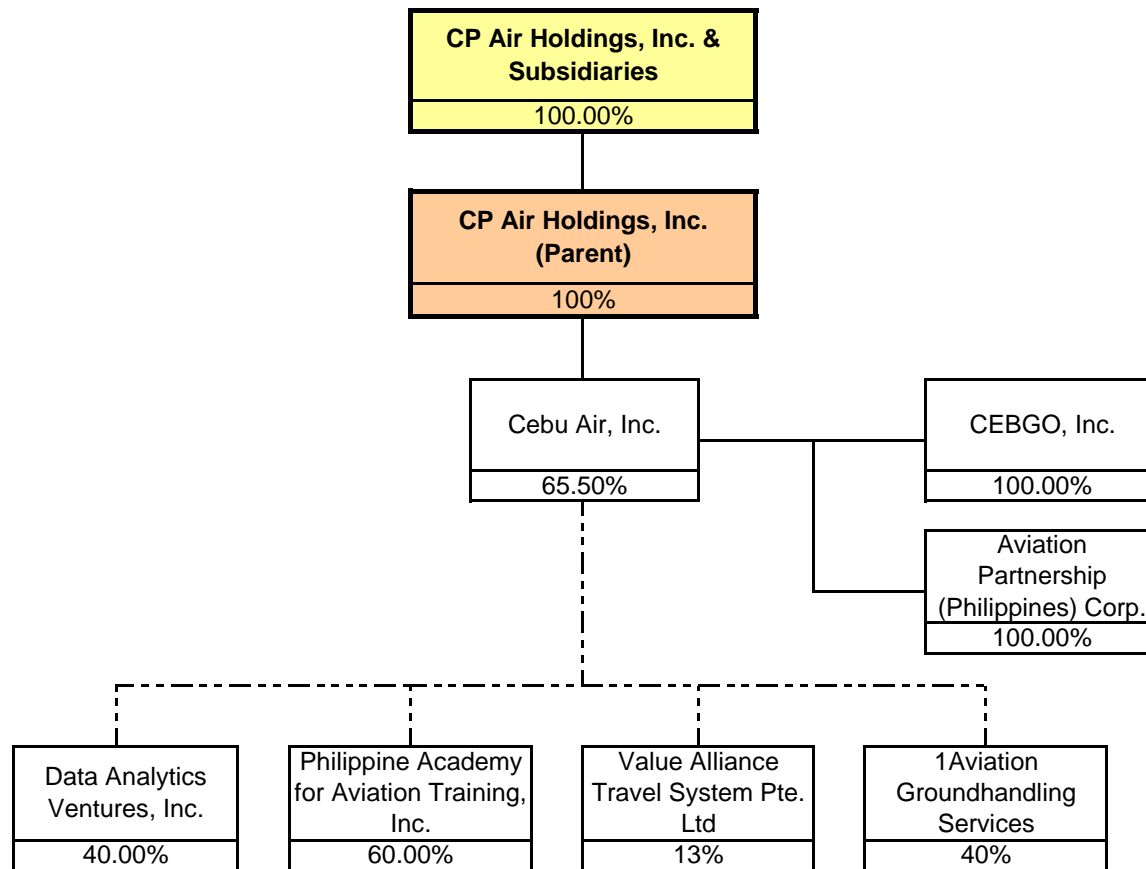 CP Air Holdings, Inc. &
Subsidiaries
100.00%
CP Air Holdings, Inc.
(Parent)
100%
Cebu Air, Inc.
65.50%
CEBGO, Inc.
100.00%
Aviation
Partnership
(Philippines) Corp.
100.00%
Data Analytics
Ventures, Inc.
40.00%
Philippine Academy
for Aviation Training,
Inc.
60.00%
Value Alliance
Travel System Pte.
Ltd
13%
1Aviation
Groundhandling
Services
40%